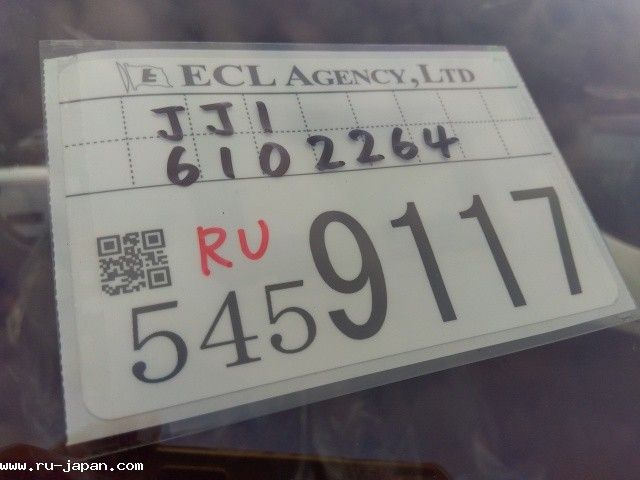 E ECL AGENCY, LTD
JJ1
6102264
RU
5459117
www.ru-japan.com